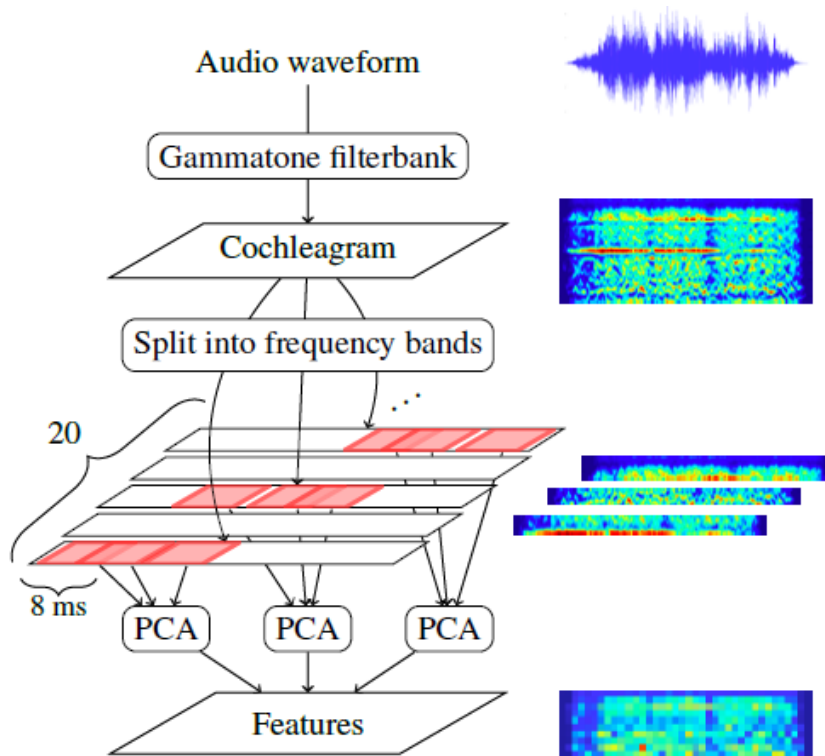 Audio waveform
Gammatone filterbank
Cochleagram
Split into frequency bands
...
20
8 ms
PCA
PCA
PCA
Features